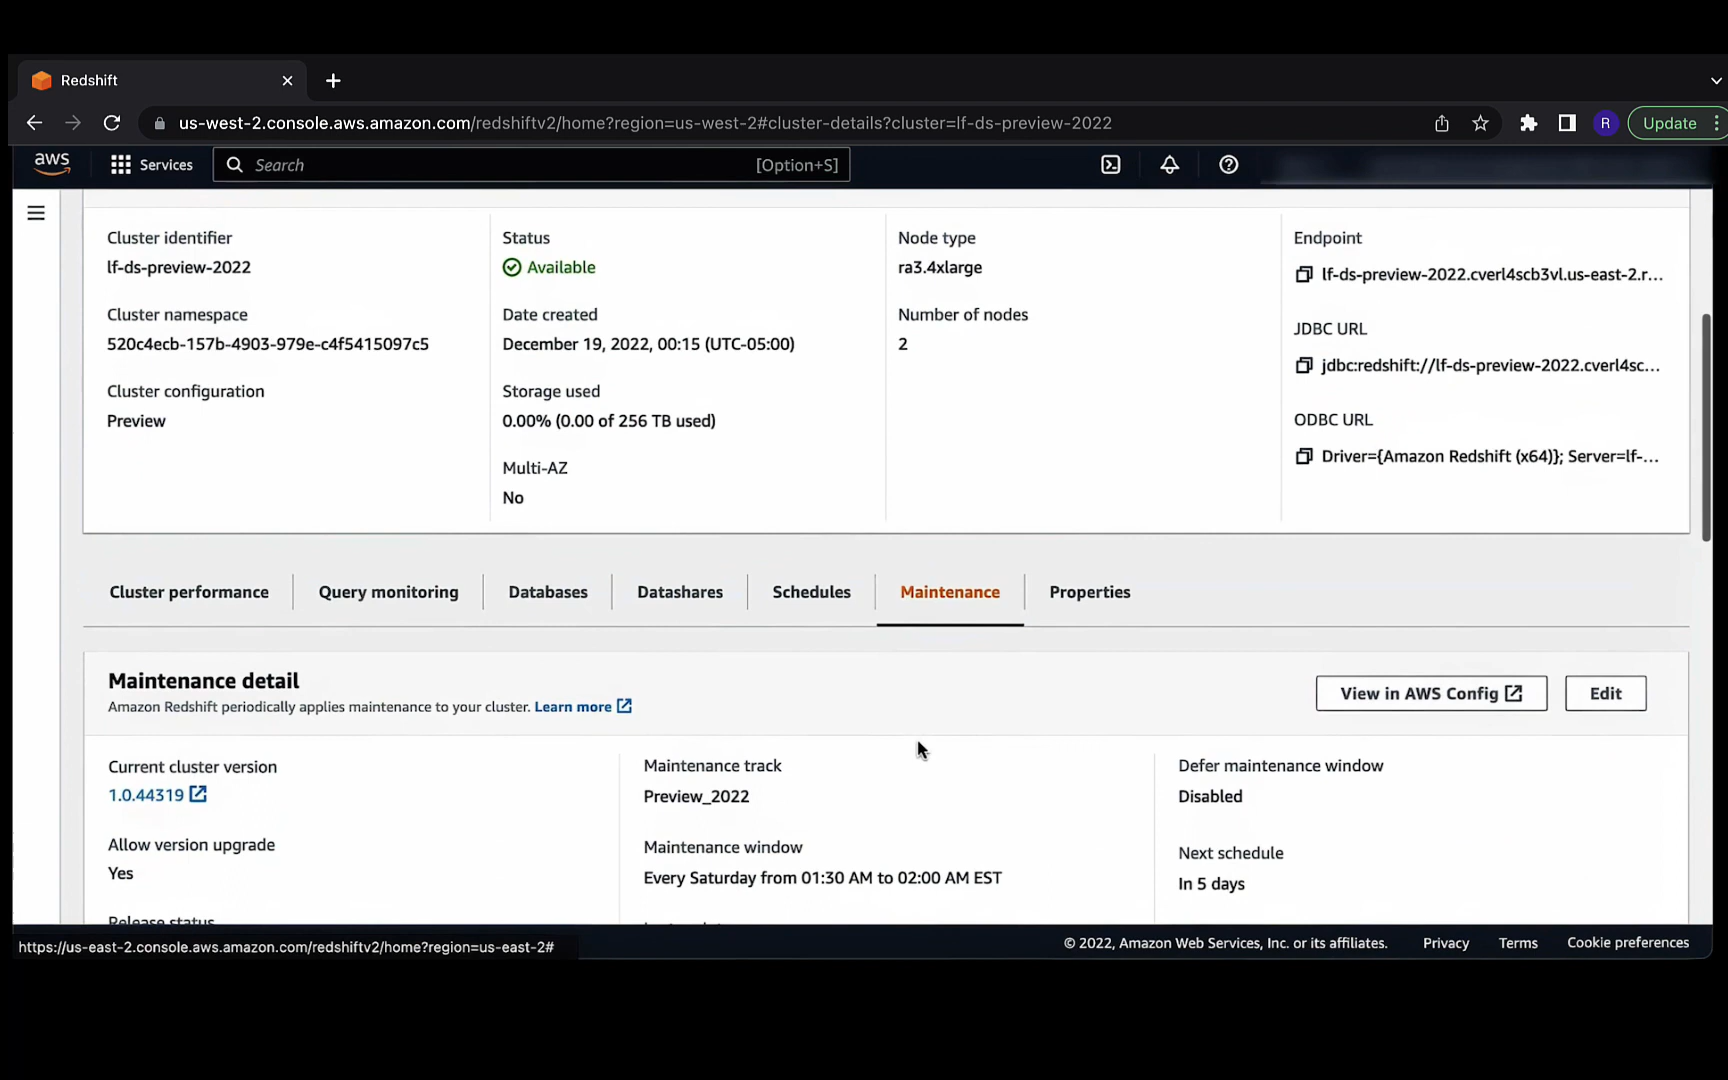 Redshift
us-west-2.console.aws.amazon.com/redshiftv2/home?region=us-west-2#cluster-details?cluster=lf-ds-preview-2022
R
Update
aws
Services
Search
[Option+S]
Cluster identifier
lf-ds-preview-2022
Cluster namespace
520c4ecb-157b-4903-979e-c4f5415097c5
Cluster configuration
Preview
Status
Available
Date created
December 19, 2022, 00:15 (UTC-05:00)
Storage used
0.00% (0.00 of 256 TB used)
Multi-AZ
No
Node type
ra3.4xlarge
Number of nodes
2
Endpoint
lf-ds-preview-2022.cverl4scb3vl.us-east-2.r...
JDBC URL
jdbc:redshift://lf-ds-preview-2022.cverl4sc...
ODBC URL
Driver={Amazon Redshift (x64)}; Server=lf-...
Cluster performance
Query monitoring
Databases
Datashares
Schedules
Maintenance
Properties
Maintenance detail
Amazon Redshift periodically applies maintenance to your cluster. Learn more
View in AWS Config
Edit
Current cluster version
1.0.44319
Allow version upgrade
Yes
Release status
Maintenance track
Preview_2022
Maintenance window
Every Saturday from 01:30 AM to 02:00 AM EST
Defer maintenance window
Disabled
Next schedule
In 5 days
https://us-east-2.console.aws.amazon.com/redshiftv2/home?region=us-east-2#
© 2022, Amazon Web Services, Inc. or its affiliates.
Privacy
Terms
Cookie preferences